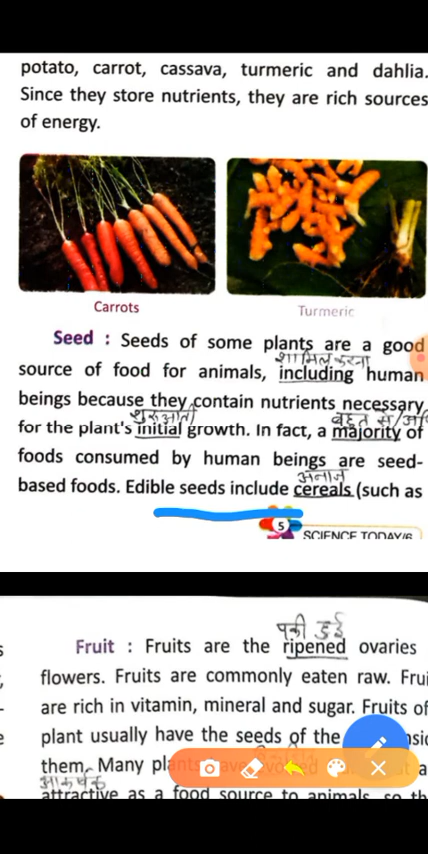 potato, carrot, cassava, turmeric and dahlia.
Since they store nutrients, they are rich sources
of energy.
Carrots
Turmeric
Seed : Seeds of some plants are a good
शामिल करना
source of food for animals, including human
beings because they contain nutrients necessary
शुरुआती बहुत से
for the plant's initial growth. In fact, a majority of
foods consumed by human beings are seed-
अनाज
based foods. Edible seeds include cereals (such as
5 SCIENCE TODAY/6
पकी हुई
Fruit : Fruits are the ripened ovaries
flowers. Fruits are commonly eaten raw. Frui
are rich in vitamin, mineral and sugar. Fruits of
plant usually have the seeds of the
them. Many
आकर्षक
attractive as a food source to animals, so th